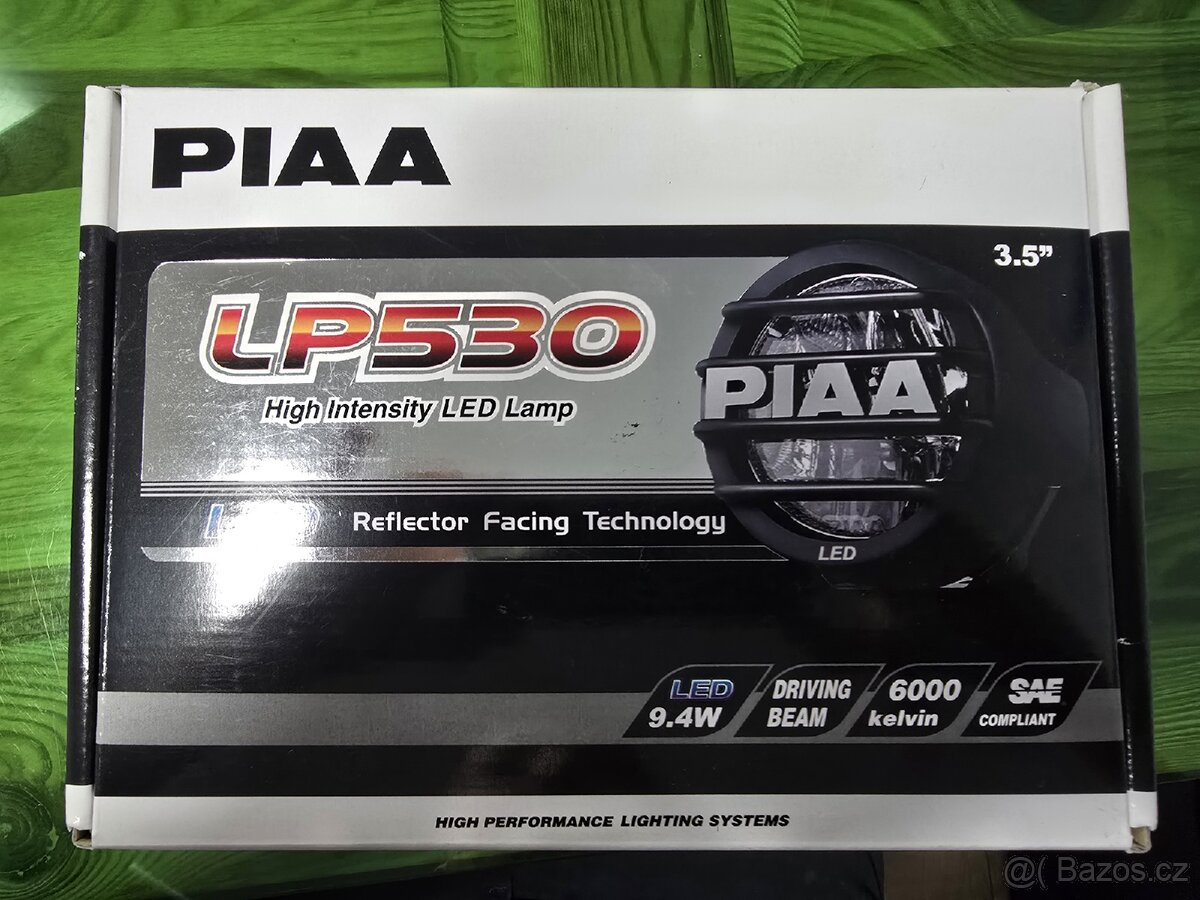 PIAA
3.5”
LP530
High Intensity LED Lamp
PIAA
Reflector Facing Technology
LED
LED
9.4W
DRIVING
BEAM
6000
kelvin
SAE
COMPLIANT
HIGH PERFORMANCE LIGHTING SYSTEMS
@( Bazos.cz